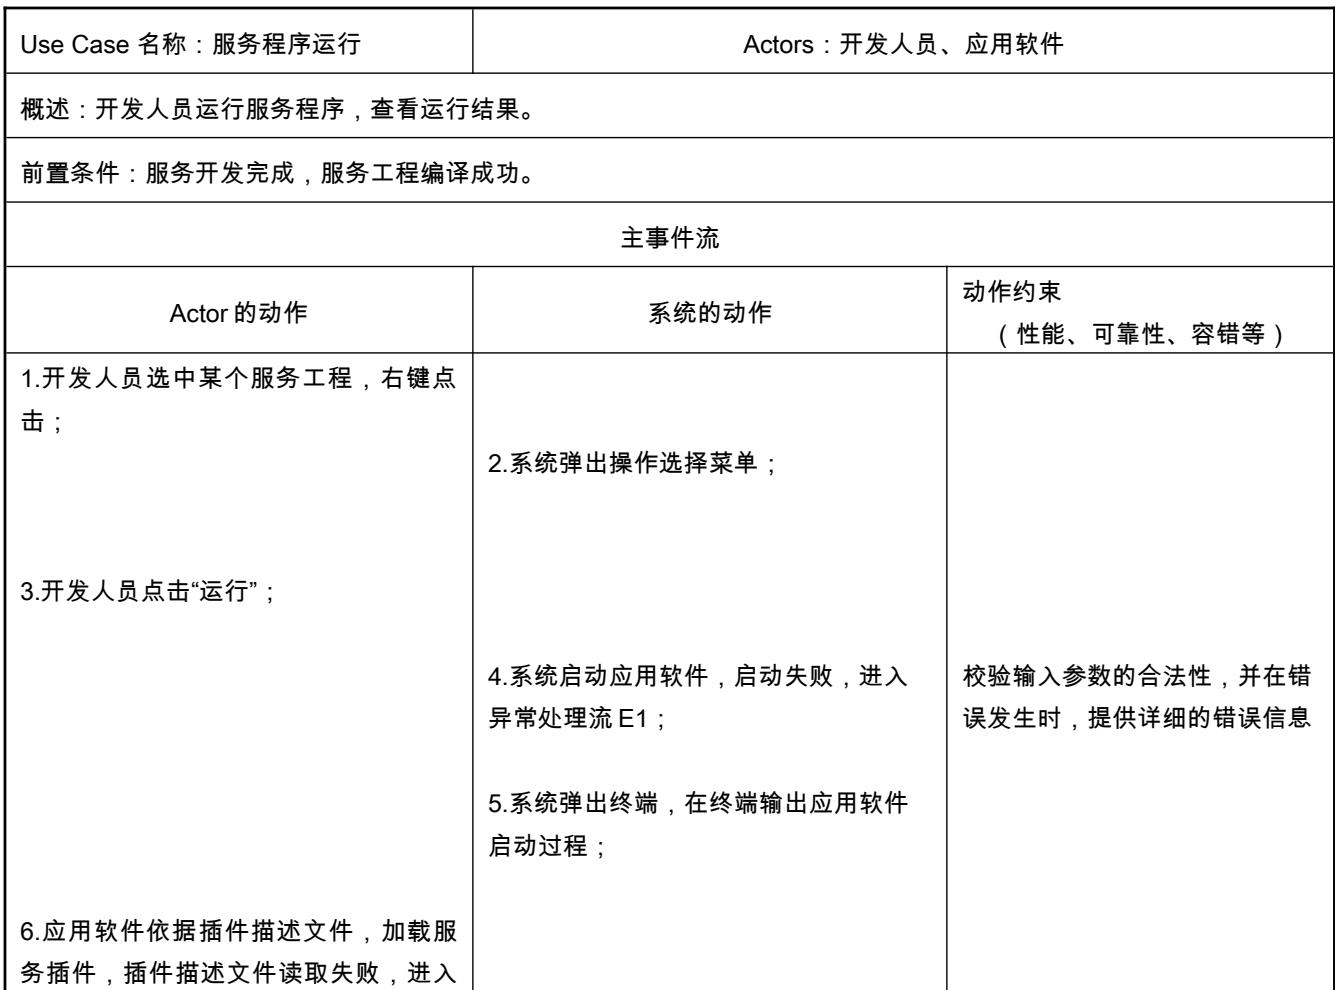 Use Case 名称：服务程序运行
Actors：开发人员、应用软件
概述：开发人员运行服务程序，查看运行结果。
前置条件：服务开发完成，服务工程编译成功。
主事件流
Actor 的动作
系统的动作
动作约束
（性能、可靠性、容错等）
1.开发人员选中某个服务工程，右键点
击；
2.系统弹出操作选择菜单；
3.开发人员点击“运行”；
4.系统启动应用软件，启动失败，进入
异常处理流 E1；
校验输入参数的合法性，并在错
误发生时，提供详细的错误信息
5.系统弹出终端，在终端输出应用软件
启动过程；
6.应用软件依据插件描述文件，加载服
务插件，插件描述文件读取失败，进入